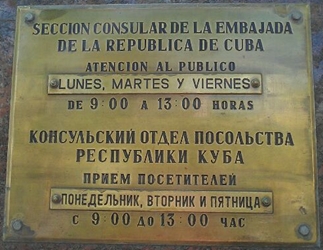 SECCION CONSULAR DE LA EMBAJADA
DE LA REPUBLICA DE CUBA
ATENCION AL PUBLICO
LUNES, MARTES Y VIERNES
DE 9:00 A 13:00 HORAS
КОНСУЛЬСКИЙ ОТДЕЛ ПОСОЛЬСТВА
РЕСПУБЛИКИ КУБА
ПРИЕМ ПОСЕТИТЕЛЕЙ
ПОНЕДЕЛЬНИК, ВТОРНИК И ПЯТНИЦА
С 9:00 ДО 13:00 ЧАС